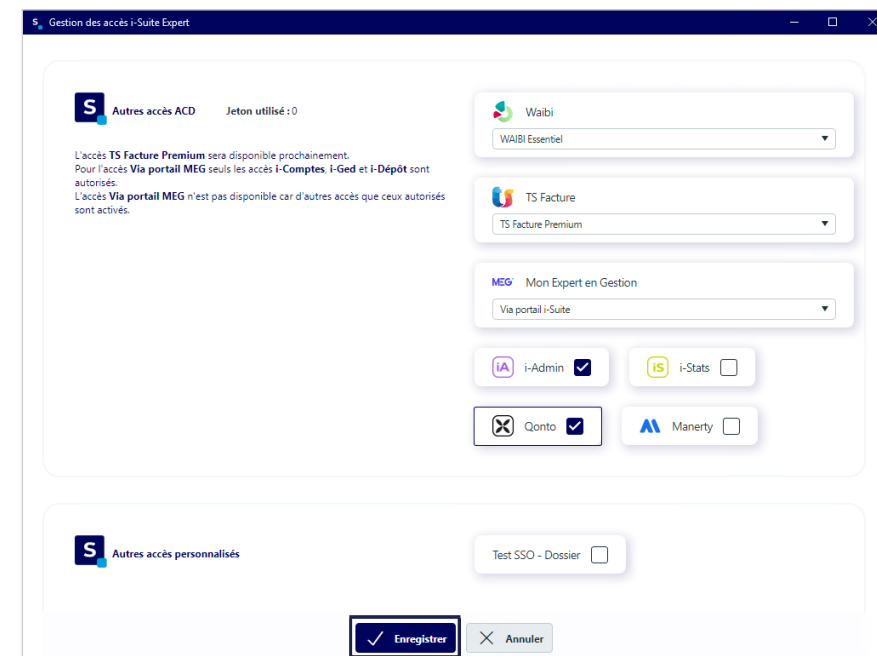 S Gestion des accès i-Suite Expert
S Autres accès ACD Jeton utilisé : 0
L'accès TS Facture Premium sera disponible prochainement.
Pour l'accès Via portail MEG seuls les accès i-Comptes, i-Ged et i-Dépôt sont
autorisés.
L'accès Via portail MEG n'est pas disponible car d'autres accès que ceux autorisés
sont activés.
Waibi
WAIBI Essentiel
TS Facture
TS Facture Premium
MEG Mon Expert en Gestion
Via portail i-Suite
iA i-Admin
iS i-Stats
Qonto
Manerty
S Autres accès personnalisés
Test SSO - Dossier
Enregistrer
Annuler